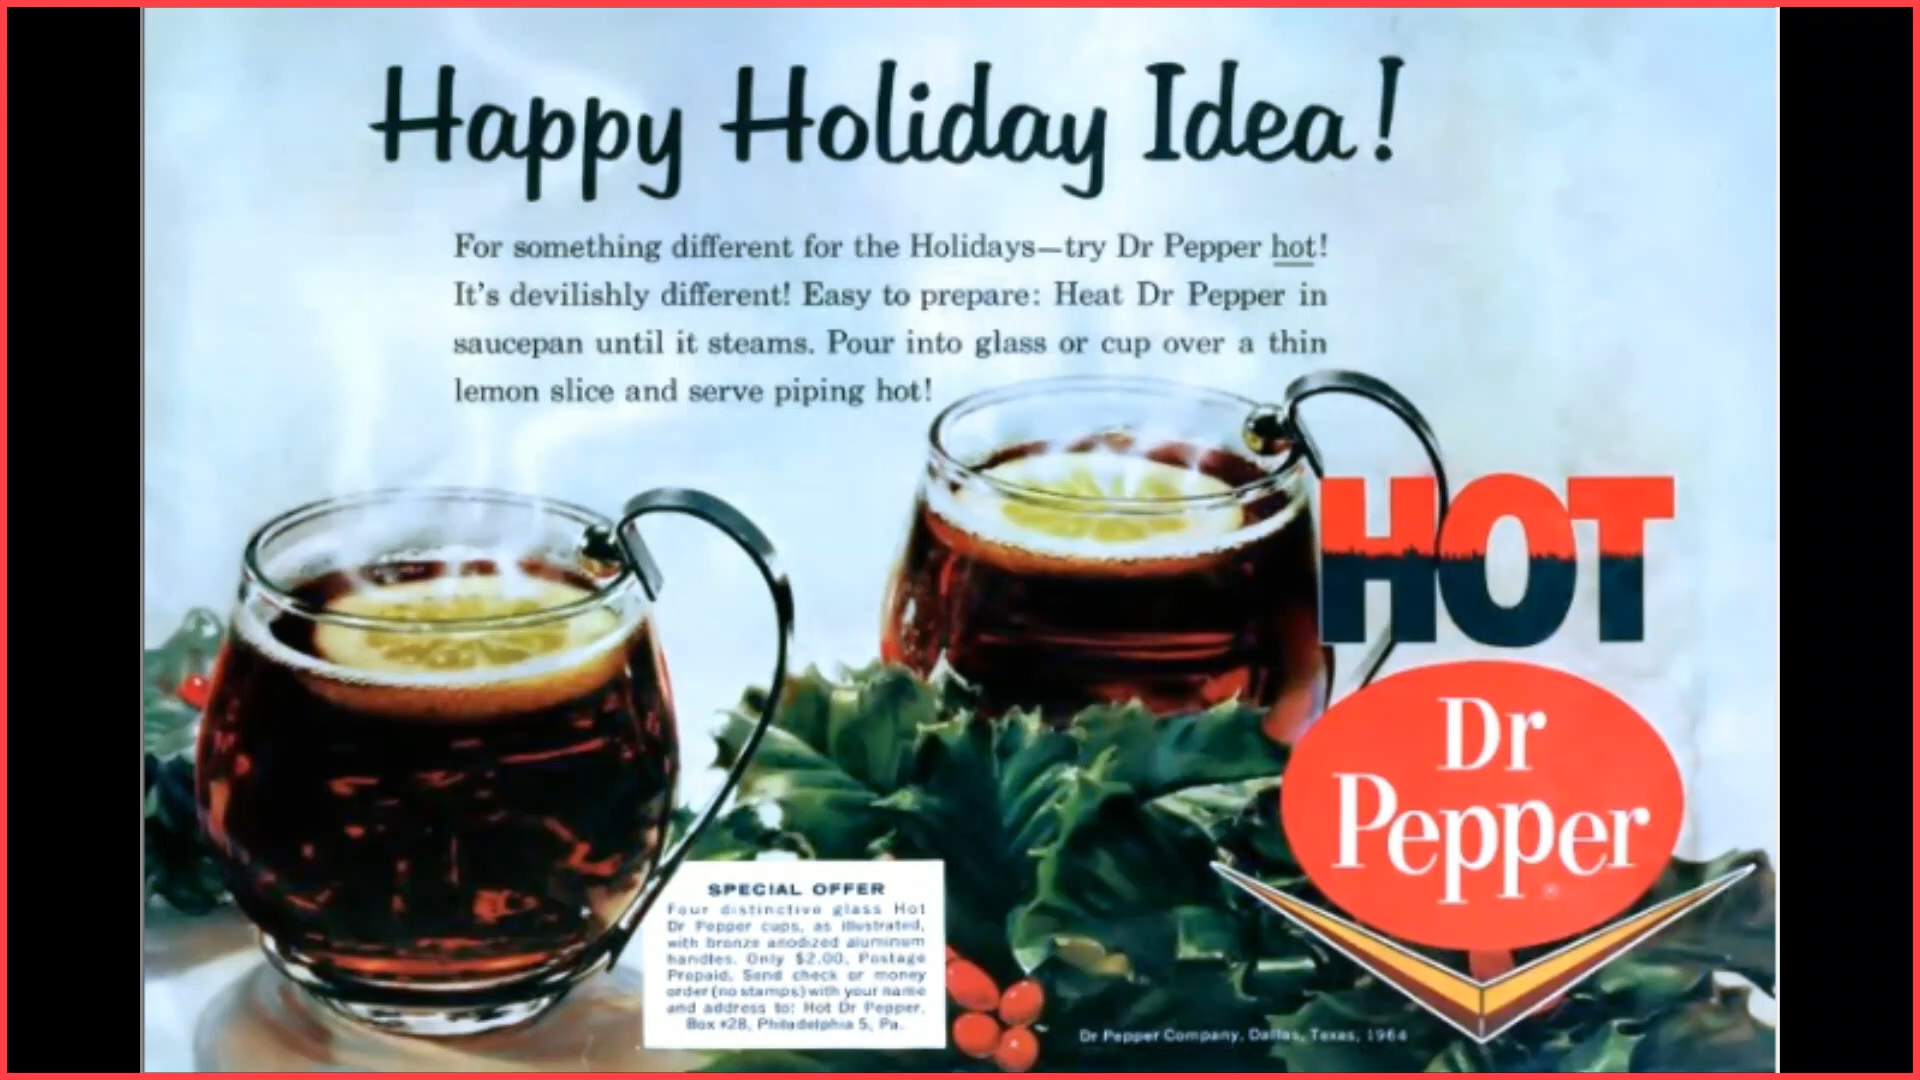 Happy Holiday Idea!
For something different for the Holidays—try Dr Pepper hot!
It's devilishly different! Easy to prepare: Heat Dr Pepper in
saucepan until it steams. Pour into glass or cup over a thin
lemon slice and serve piping hot!
HOT
Dr
Pepper
®
SPECIAL OFFER
Four distinctive glass Hot
Dr Pepper cups, as illustrated,
with bronze anodized aluminum
handles. Only $2.00, Postage
Prepaid. Send check or money
order (no stamps) with your name
and address to: Hot Dr Pepper,
Box #28, Philadelphia 5, Pa.
Dr Pepper Company, Dallas, Texas, 1964